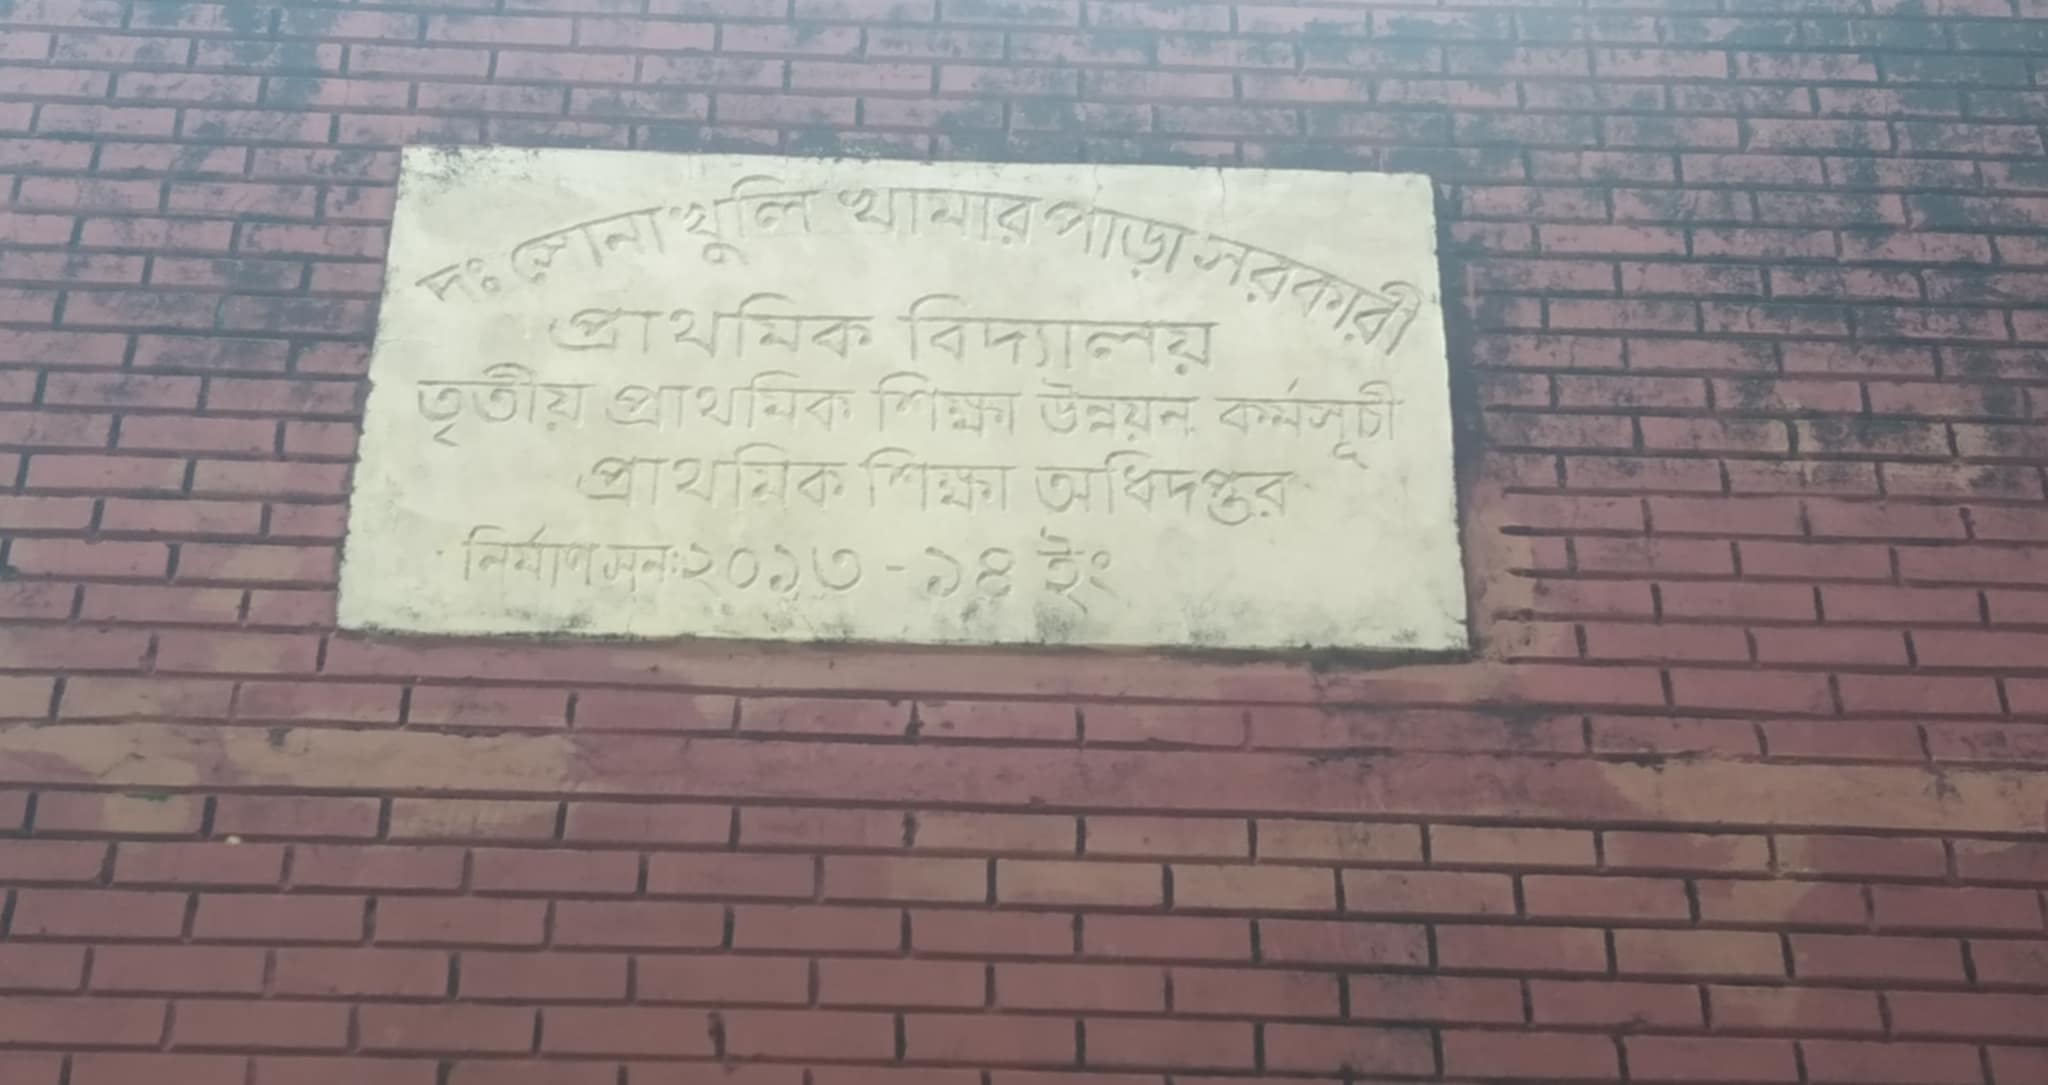 দঃ সোনাখুলি খামারপাড়া সরকারী
প্রাথমিক বিদ্যালয়
তৃতীয় প্রাথমিক শিক্ষা উন্নয়ন কর্মসূচী
প্রাথমিক শিক্ষা অধিদপ্তর
নির্মাণ সনঃ ২০১৩ - ১৪ ইং